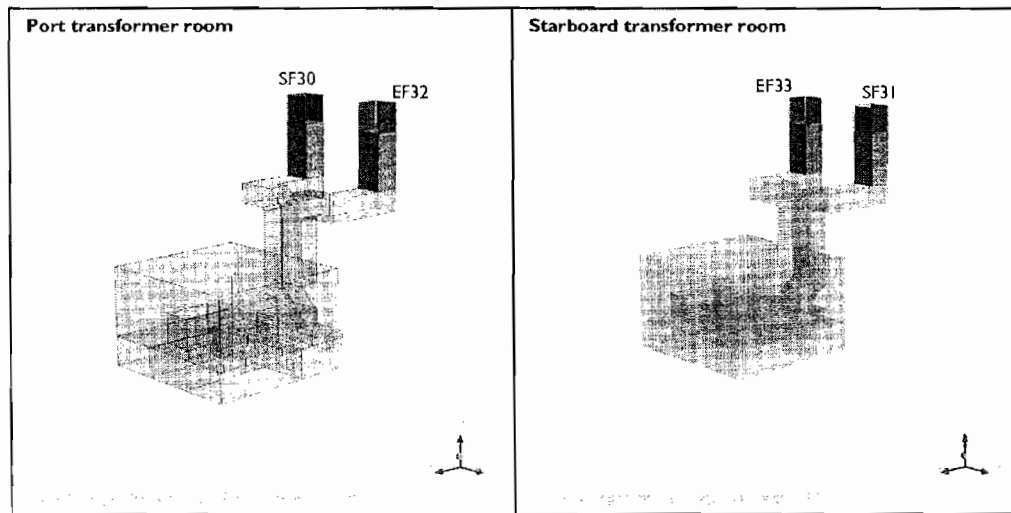 Port transformer room
SF30
EF32
Starboard transformer room
EF33
SF31